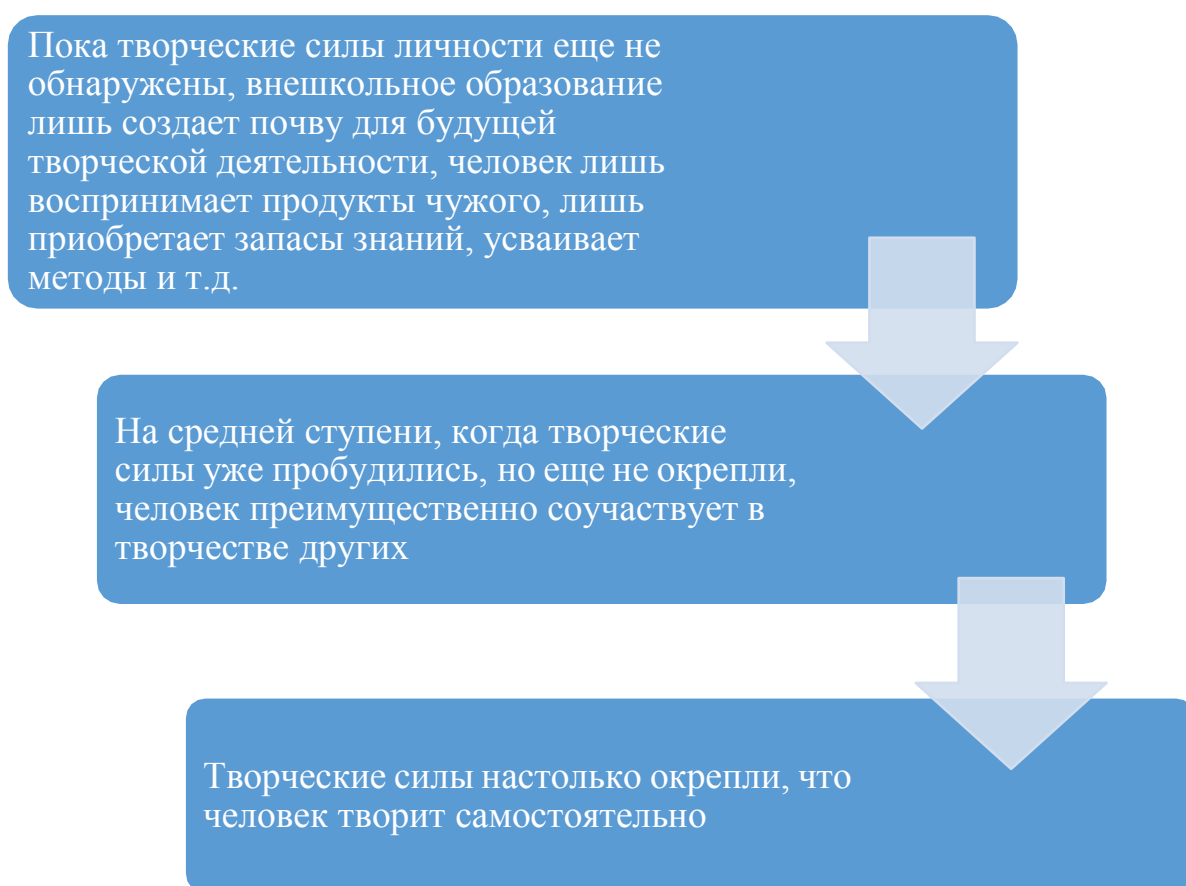 Пока творческие силы личности еще не
обнаружены, внешкольное образование
лишь создает почву для будущей
творческой деятельности, человек лишь
воспринимает продукты чужого, лишь
приобретает запасы знаний, усваивает
методы и т.д.
На средней ступени, когда творческие
силы уже пробудились, но еще не окрепли,
человек преимущественно соучаствует в
творчестве других
Творческие силы настолько окрепли, что
человек творит самостоятельно